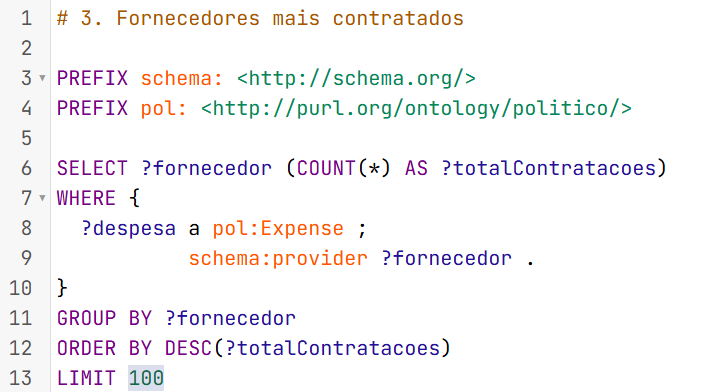 1 # 3. Fornecedores mais contratados
2
3 PREFIX schema: <http://schema.org/>
4 PREFIX pol: <http://purl.org/ontology/politico/>
5
6 SELECT ?fornecedor (COUNT(*) AS ?totalContratacoes)
7 WHERE {
8   ?despesa a pol:Expense ;
9            schema:provider ?fornecedor .
10 }
11 GROUP BY ?fornecedor
12 ORDER BY DESC(?totalContratacoes)
13 LIMIT 100